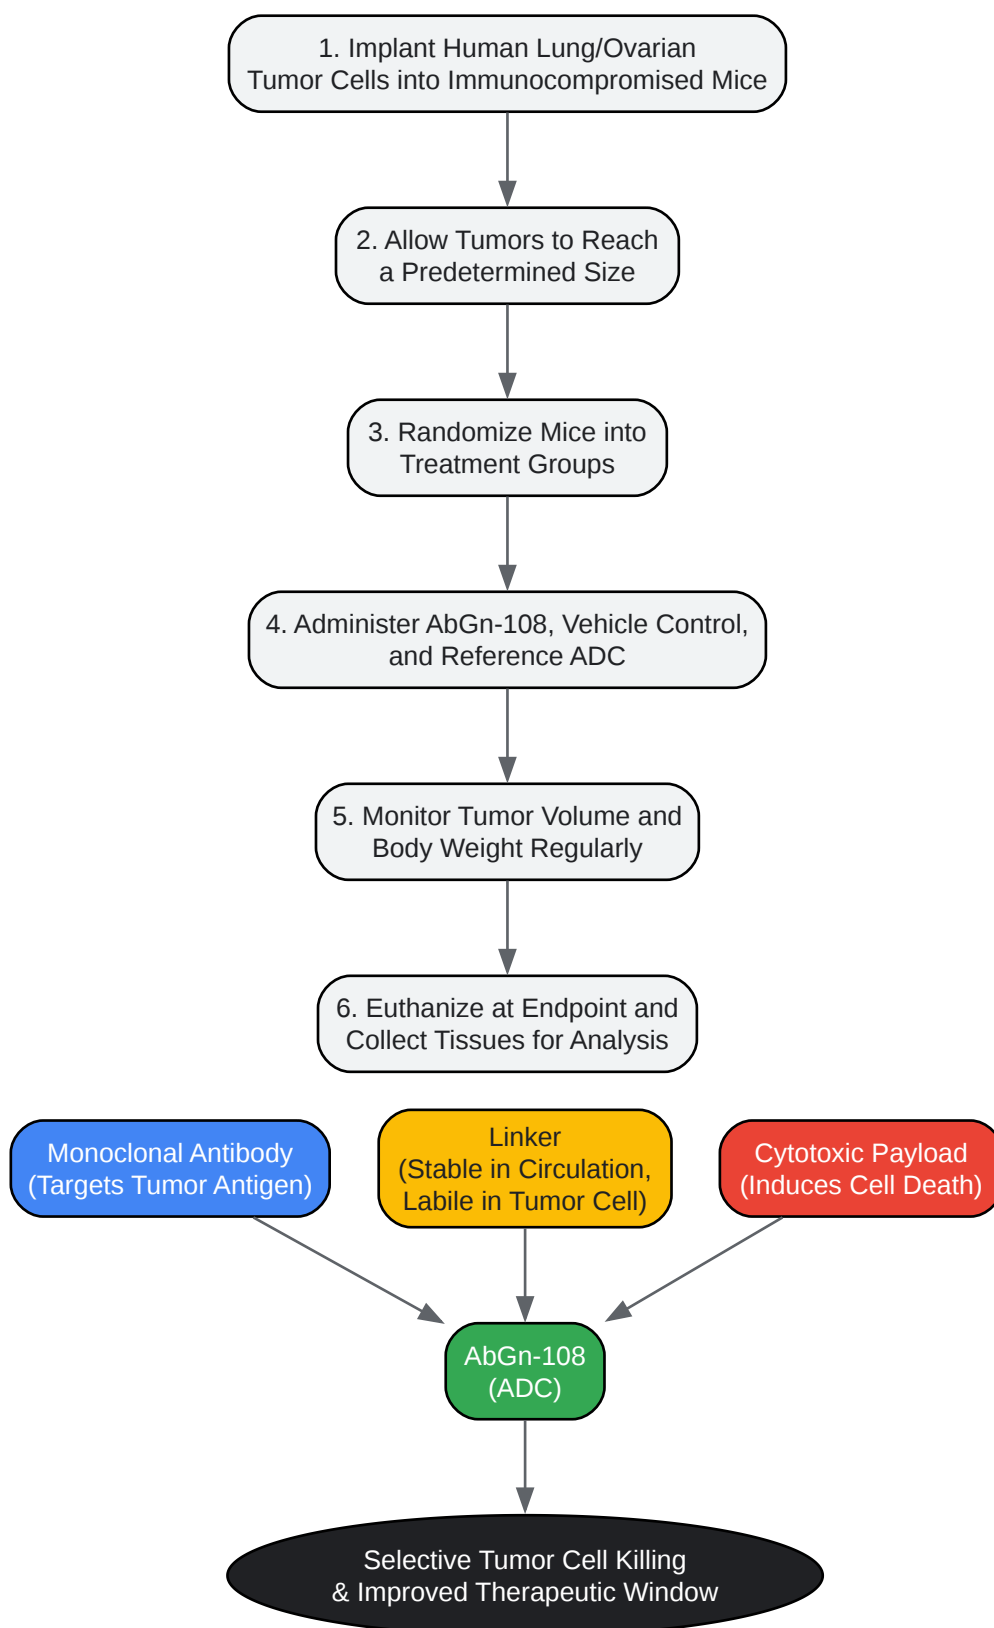 1. Implant Human Lung/Ovarian
Tumor Cells into Immunocompromised Mice
2. Allow Tumors to Reach
a Predetermined Size
3. Randomize Mice into
Treatment Groups
4. Administer AbGn-108, Vehicle Control,
and Reference ADC
5. Monitor Tumor Volume and
Body Weight Regularly
6. Euthanize at Endpoint and
Collect Tissues for Analysis
Monoclonal Antibody
(Targets Tumor Antigen)
Linker
(Stable in Circulation,
Labile in Tumor Cell)
Cytotoxic Payload
(Induces Cell Death)
AbGn-108
(ADC)
Selective Tumor Cell Killing
& Improved Therapeutic Window